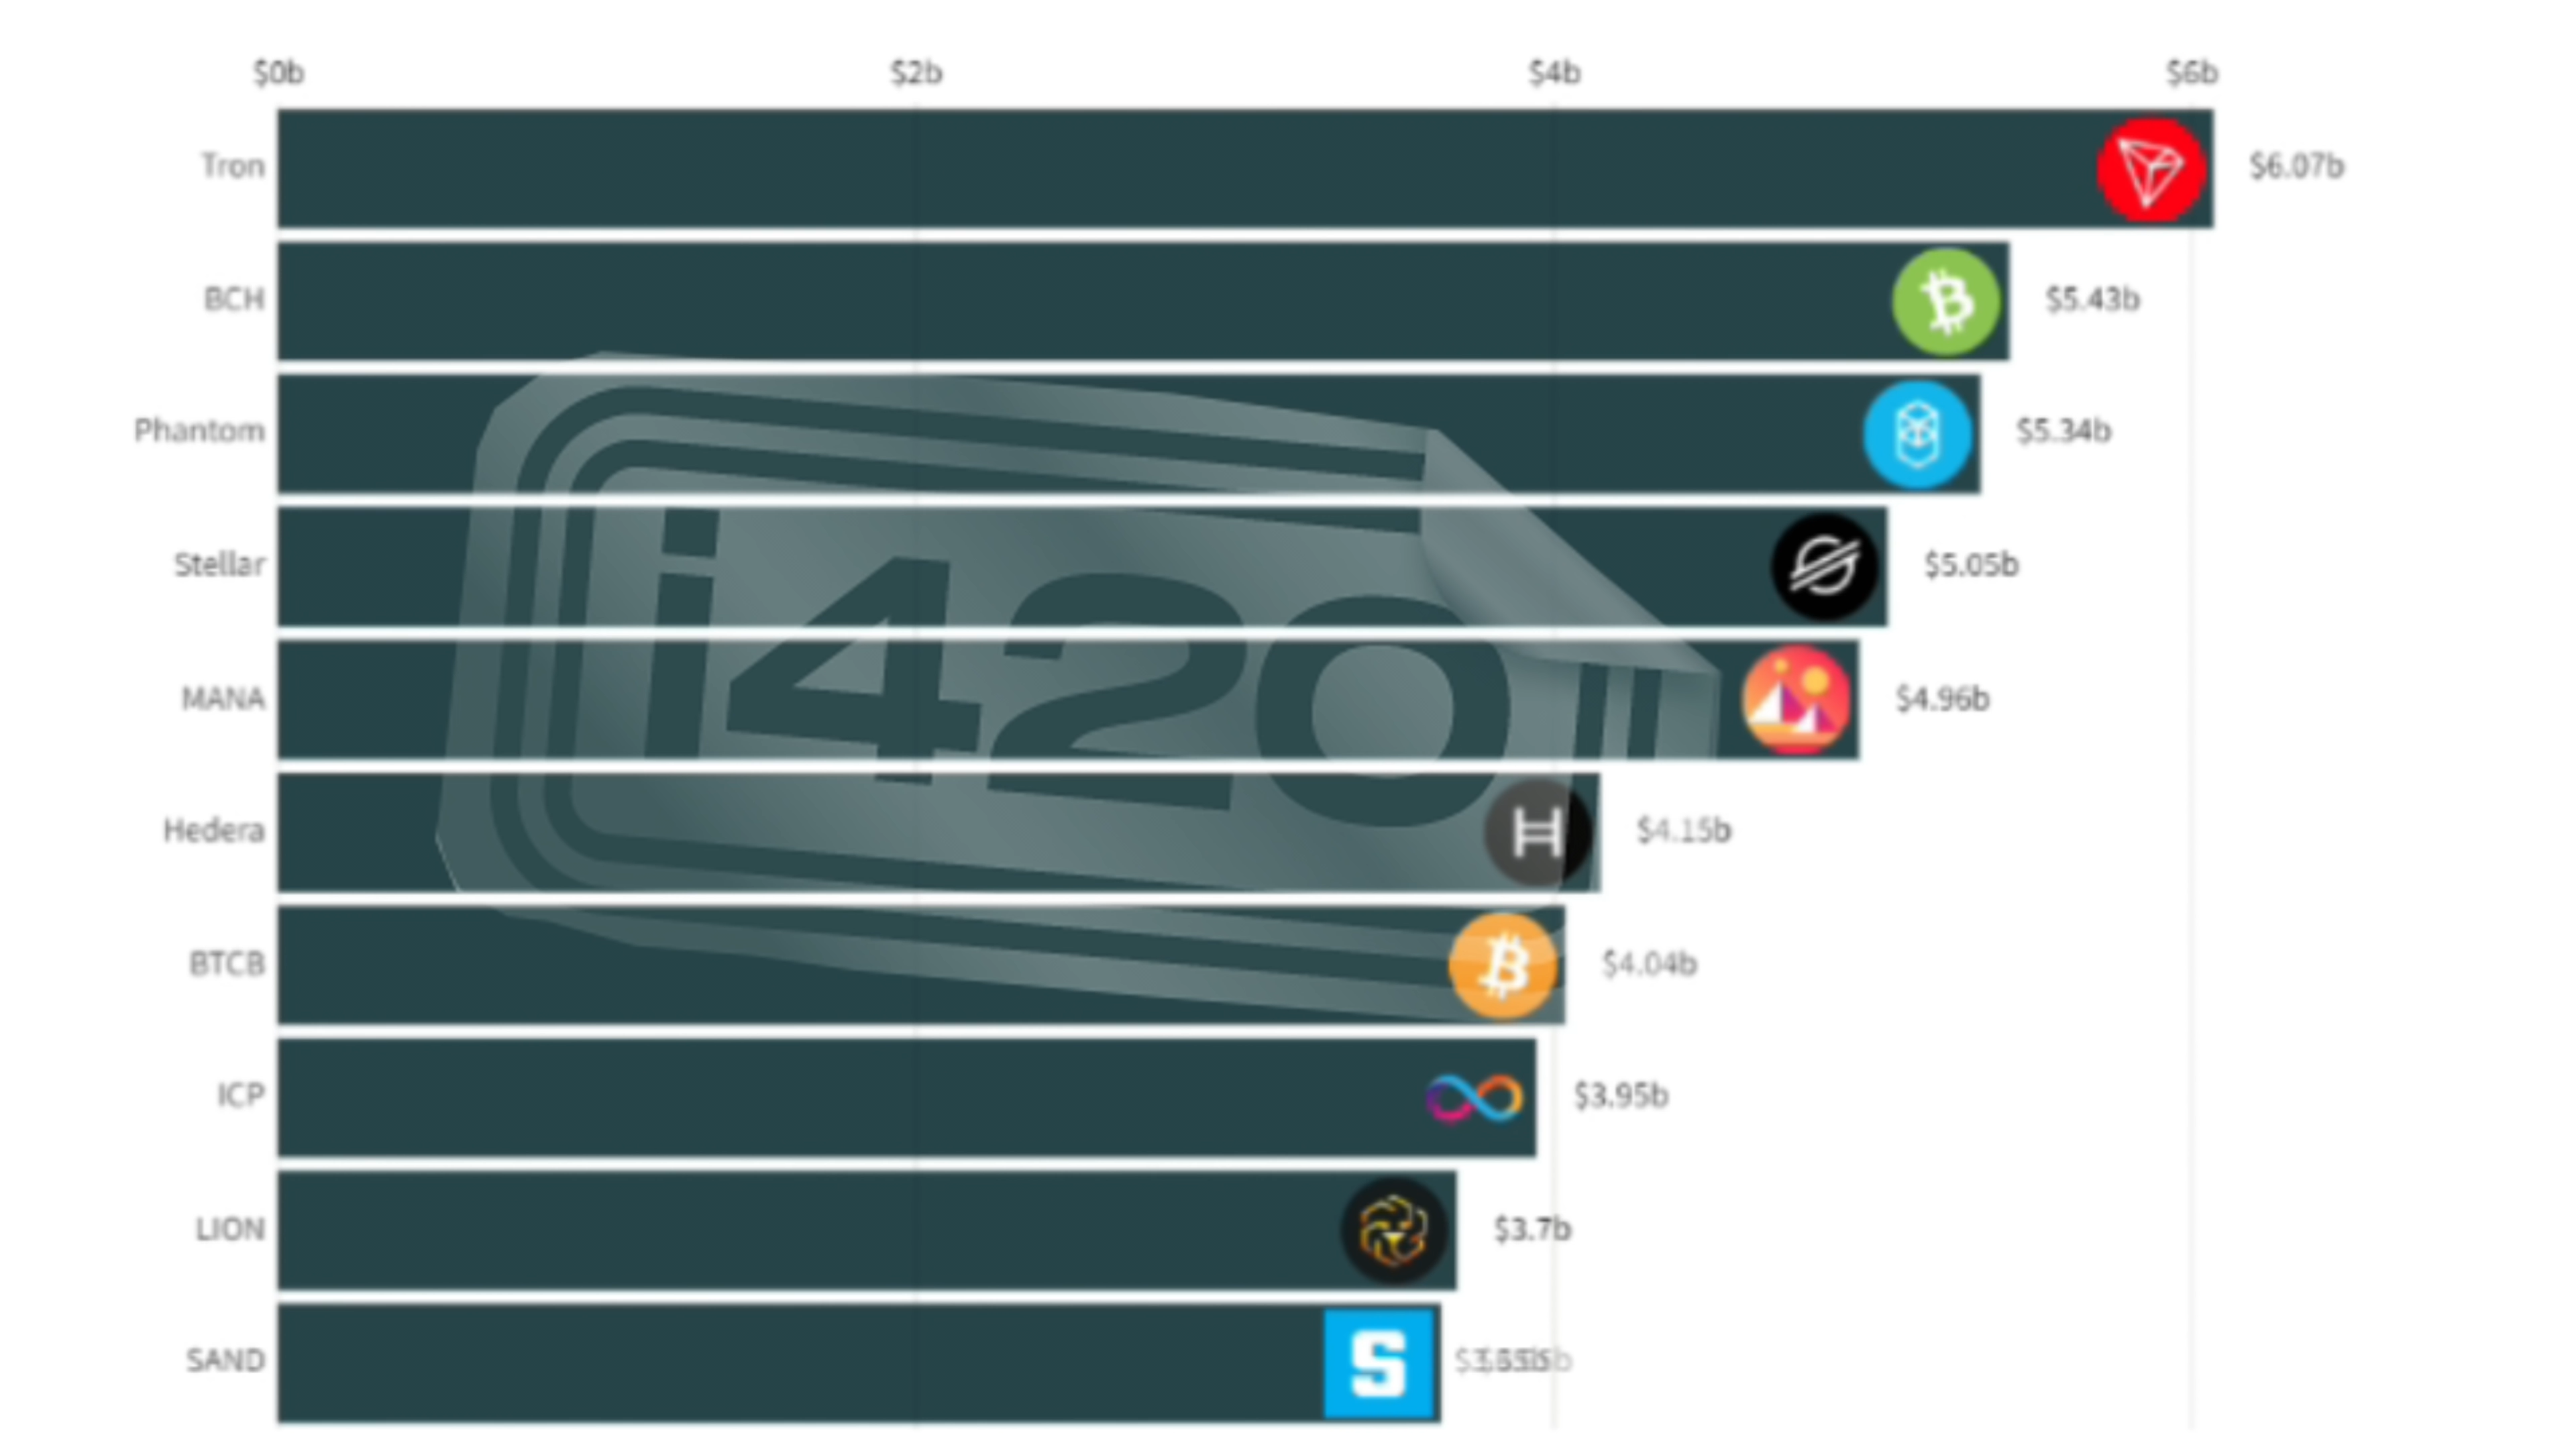 $0b $2b $4b $6b
Tron $6.07b
BCH $5.43b
Phantom $5.34b
Stellar $5.05b
MANA $4.96b
Hedera $4.15b
BTCB $4.04b
ICP $3.95b
LION $3.7b
SAND
i420